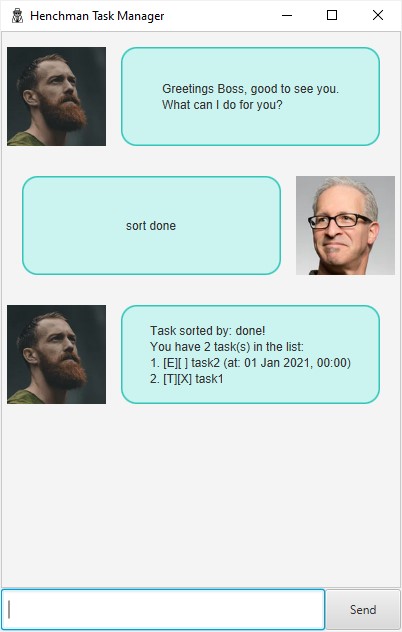 Henchman Task Manager
Greetings Boss, good to see you.
What can I do for you?
sort done
Task sorted by: done!
You have 2 task(s) in the list:
1. [E][ ] task2 (at: 01 Jan 2021, 00:00)
2. [T][X] task1
Send